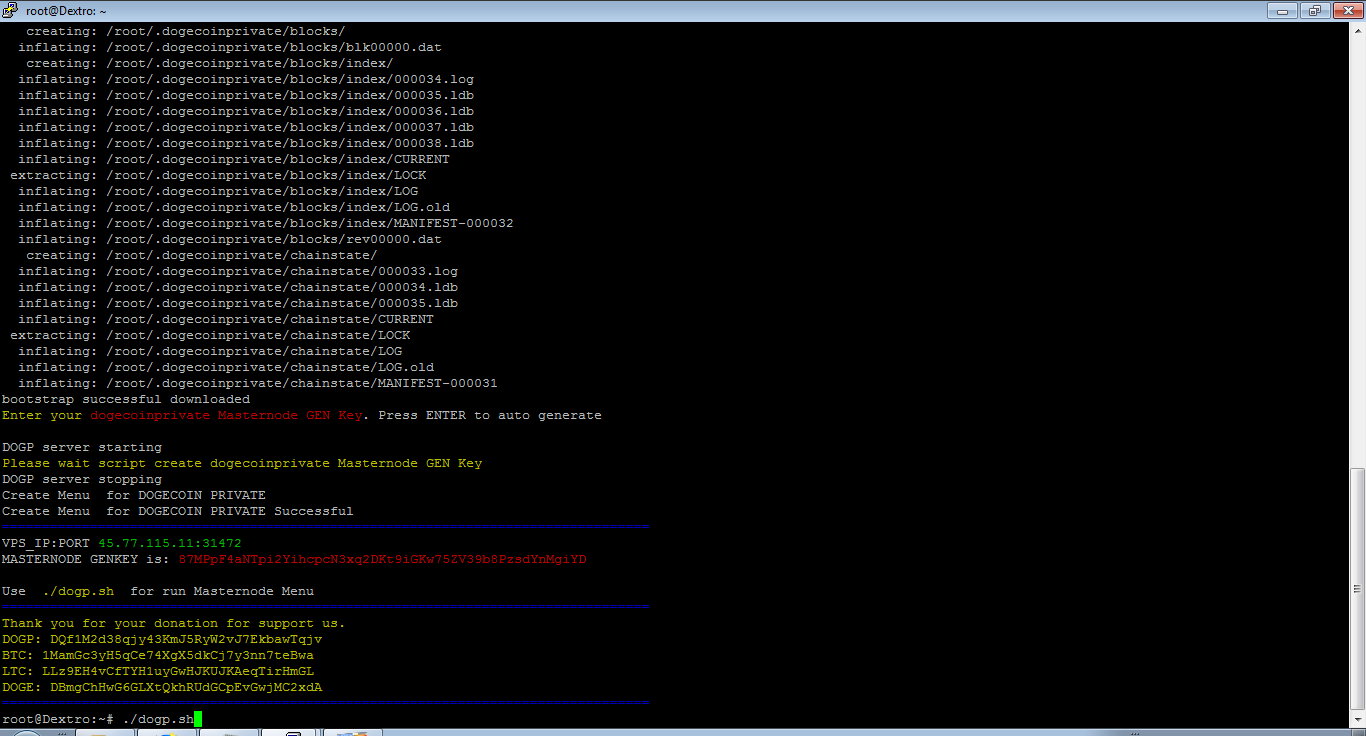 root@Dextro: ~
creating: /root/.dogecoinprivate/blocks/
inflating: /root/.dogecoinprivate/blocks/blk00000.dat
creating: /root/.dogecoinprivate/blocks/index/
inflating: /root/.dogecoinprivate/blocks/index/000034.log
inflating: /root/.dogecoinprivate/blocks/index/000035.ldb
inflating: /root/.dogecoinprivate/blocks/index/000036.ldb
inflating: /root/.dogecoinprivate/blocks/index/000037.ldb
inflating: /root/.dogecoinprivate/blocks/index/000038.ldb
inflating: /root/.dogecoinprivate/blocks/index/CURRENT
extracting: /root/.dogecoinprivate/blocks/index/LOCK
inflating: /root/.dogecoinprivate/blocks/index/LOG
inflating: /root/.dogecoinprivate/blocks/index/LOG.old
inflating: /root/.dogecoinprivate/blocks/index/MANIFEST-000032
inflating: /root/.dogecoinprivate/blocks/rev00000.dat
creating: /root/.dogecoinprivate/chainstate/
inflating: /root/.dogecoinprivate/chainstate/000033.log
inflating: /root/.dogecoinprivate/chainstate/000034.ldb
inflating: /root/.dogecoinprivate/chainstate/000035.ldb
inflating: /root/.dogecoinprivate/chainstate/CURRENT
extracting: /root/.dogecoinprivate/chainstate/LOCK
inflating: /root/.dogecoinprivate/chainstate/LOG
inflating: /root/.dogecoinprivate/chainstate/LOG.old
inflating: /root/.dogecoinprivate/chainstate/MANIFEST-000031
bootstrap successful downloaded
Enter your dogecoinprivate Masternode GEN Key. Press ENTER to auto generate
DOGP server starting
Please wait script create dogecoinprivate Masternode GEN Key
DOGP server stopping
Create Menu  for DOGECOIN PRIVATE
Create Menu  for DOGECOIN PRIVATE Successful
VPS_IP:PORT 45.77.115.11:31472
MASTERNODE GENKEY is: 87MPpF4aNTpi2YihcpcN3xq2DKt9iGKw75ZV39b8PzsdYnMgiYD
Use  ./dogp.sh  for run Masternode Menu
Thank you for your donation for support us.
DOGP: DQf1M2d38qjy43KmJ5RyW2vJ7EkbawTqjv
BTC: 1MamGc3yH5qCe74XgX5dkCj7y3nn7teBwa
LTC: LLz9EH4vCfTYH1uyGwHJKUJKAeqTirHmGL
DOGE: DBmgChHwG6GLXtQkhRUdGCpEvGwjMC2xdA
root@Dextro:~# ./dogp.sh